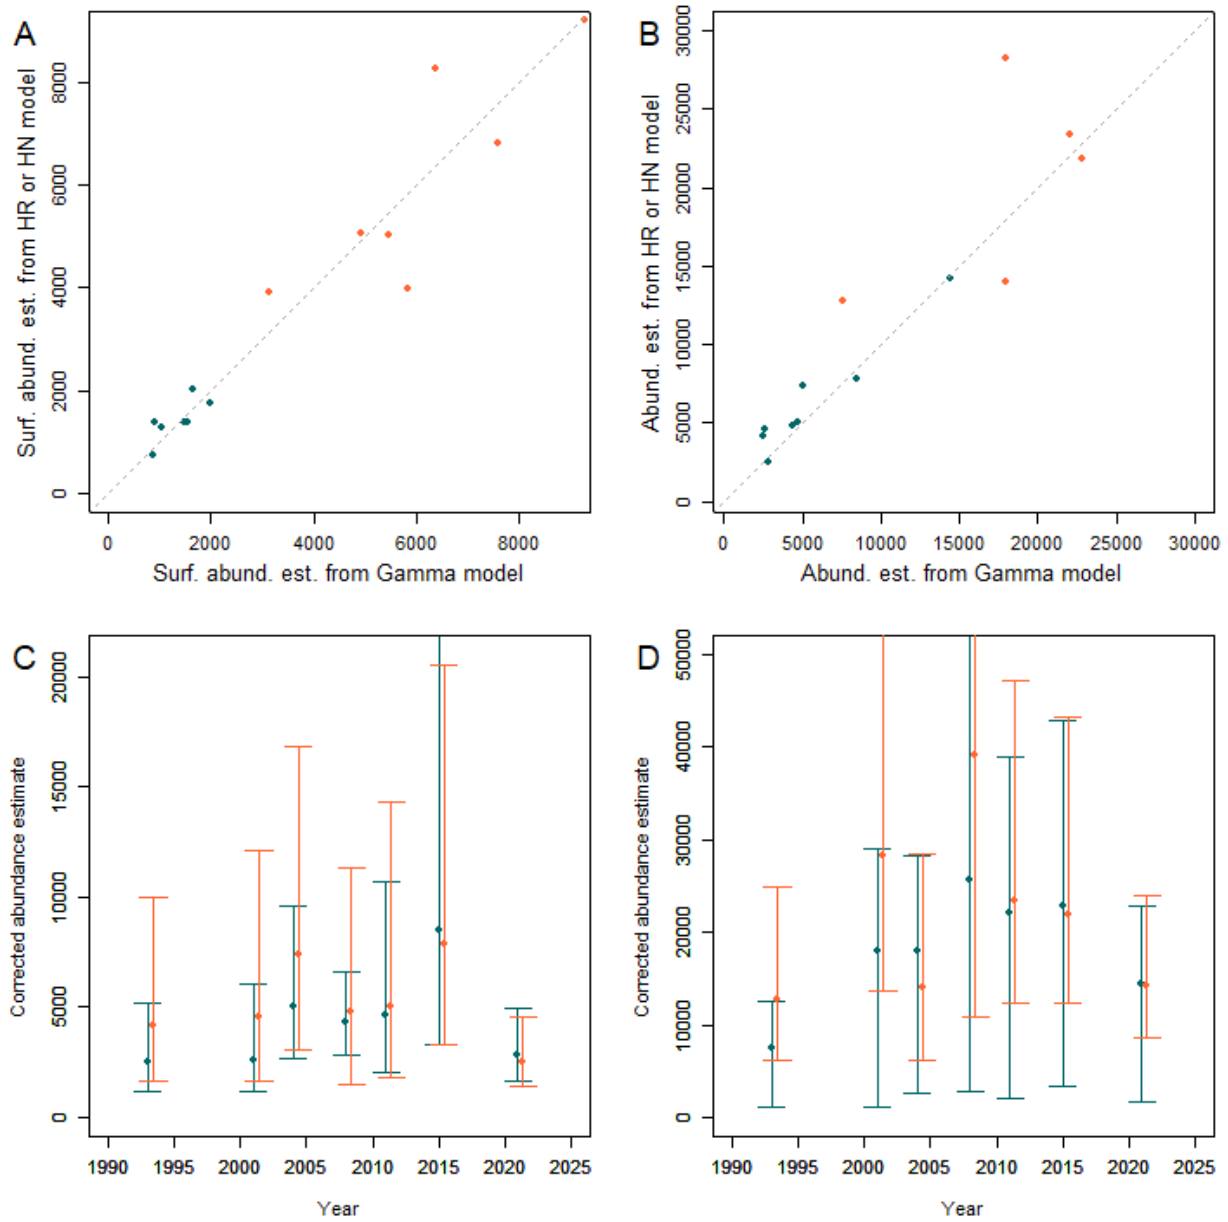 A
Surf. abund. est. from HR or HN model
0 2000 4000 6000 8000
0 2000 4000 6000 8000
Surf. abund. est. from Gamma model
B
Abund. est. from HR or HN model
0 5000 10000 15000 20000 25000 30000
0 5000 10000 15000 20000 25000 30000
Abund. est. from Gamma model
C
Corrected abundance estimate
0 5000 10000 15000 20000
1990 1995 2000 2005 2010 2015 2020 2025
Year
D
Corrected abundance estimate
0 10000 20000 30000 40000 50000
1990 1995 2000 2005 2010 2015 2020 2025
Year